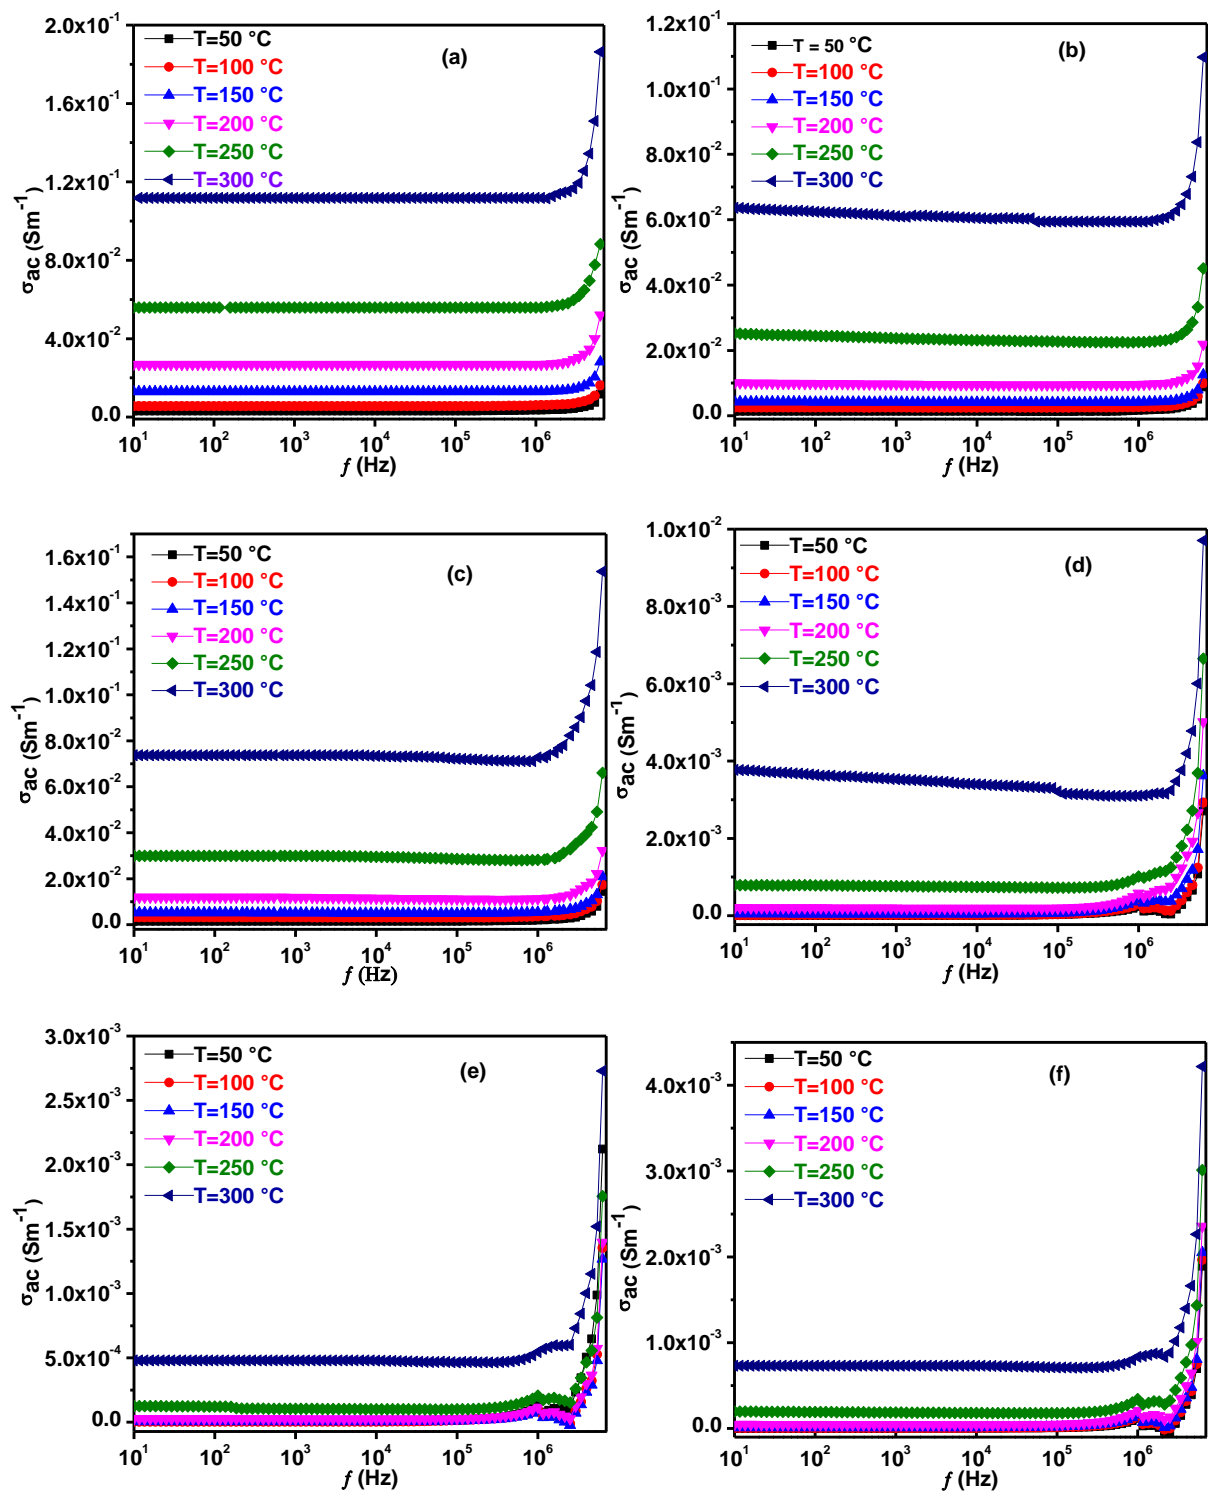 (a)
2.0x10⁻¹
1.6x10⁻¹
1.2x10⁻¹
8.0x10⁻²
4.0x10⁻²
0.0
σac (Sm⁻¹)
T=50 °C
T=100 °C
T=150 °C
T=200 °C
T=250 °C
T=300 °C
10¹ 10² 10³ 10⁴ 10⁵ 10⁶
f (Hz)
(b)
1.2x10⁻¹
1.0x10⁻¹
8.0x10⁻²
6.0x10⁻²
4.0x10⁻²
2.0x10⁻²
0.0
σac (Sm⁻¹)
T = 50 °C
T=100 °C
T=150 °C
T=200 °C
T=250 °C
T=300 °C
10¹ 10² 10³ 10⁴ 10⁵ 10⁶
f (Hz)
(c)
1.6x10⁻¹
1.4x10⁻¹
1.2x10⁻¹
1.0x10⁻¹
8.0x10⁻²
6.0x10⁻²
4.0x10⁻²
2.0x10⁻²
0.0
σac (Sm⁻¹)
T=50 °C
T=100 °C
T=150 °C
T=200 °C
T=250 °C
T=300 °C
10¹ 10² 10³ 10⁴ 10⁵ 10⁶
f (Hz)
(d)
1.0x10⁻²
8.0x10⁻³
6.0x10⁻³
4.0x10⁻³
2.0x10⁻³
0.0
σac (Sm⁻¹)
T=50 °C
T=100 °C
T=150 °C
T=200 °C
T=250 °C
T=300 °C
10¹ 10² 10³ 10⁴ 10⁵ 10⁶
f (Hz)
(e)
3.0x10⁻³
2.5x10⁻³
2.0x10⁻³
1.5x10⁻³
1.0x10⁻³
5.0x10⁻⁴
0.0
σac (Sm⁻¹)
T=50 °C
T=100 °C
T=150 °C
T=200 °C
T=250 °C
T=300 °C
10¹ 10² 10³ 10⁴ 10⁵ 10⁶
f (Hz)
(f)
4.0x10⁻³
3.0x10⁻³
2.0x10⁻³
1.0x10⁻³
0.0
σac (Sm⁻¹)
T=50 °C
T=100 °C
T=150 °C
T=200 °C
T=250 °C
T=300 °C
10¹ 10² 10³ 10⁴ 10⁵ 10⁶
f (Hz)